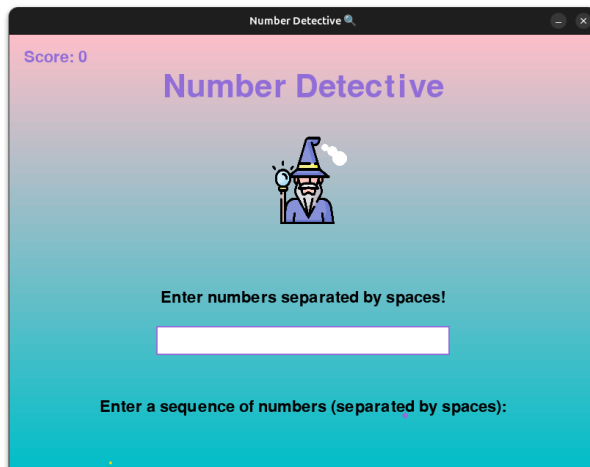 Number Detective 🔍
Score: 0
Number Detective
Enter numbers separated by spaces!
Enter a sequence of numbers (separated by spaces):